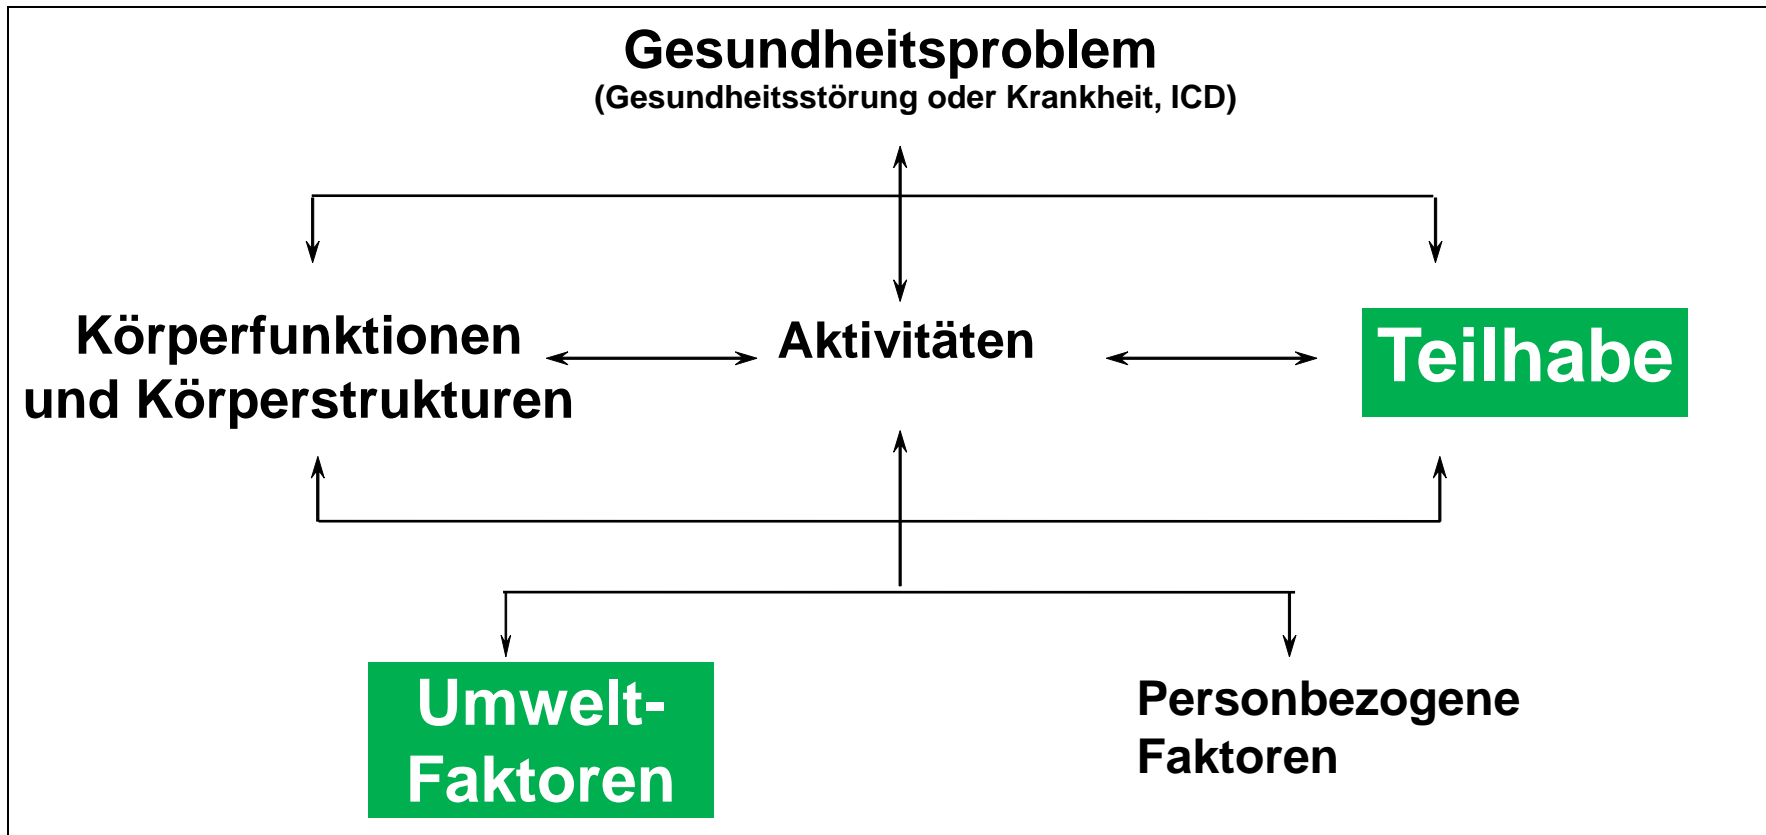 Gesundheitsproblem
(Gesundheitsstörung oder Krankheit, ICD)
Körperfunktionen
und Körperstrukturen
Aktivitäten
Teilhabe
Umwelt-
Faktoren
Personbezogene
Faktoren